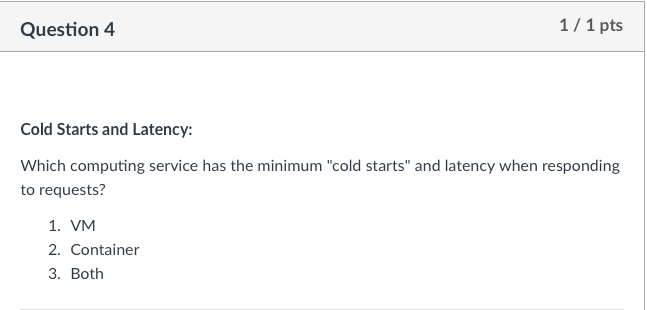 Question 4
1 / 1 pts
Cold Starts and Latency:
Which computing service has the minimum "cold starts" and latency when responding
to requests?
1. VM
2. Container
3. Both